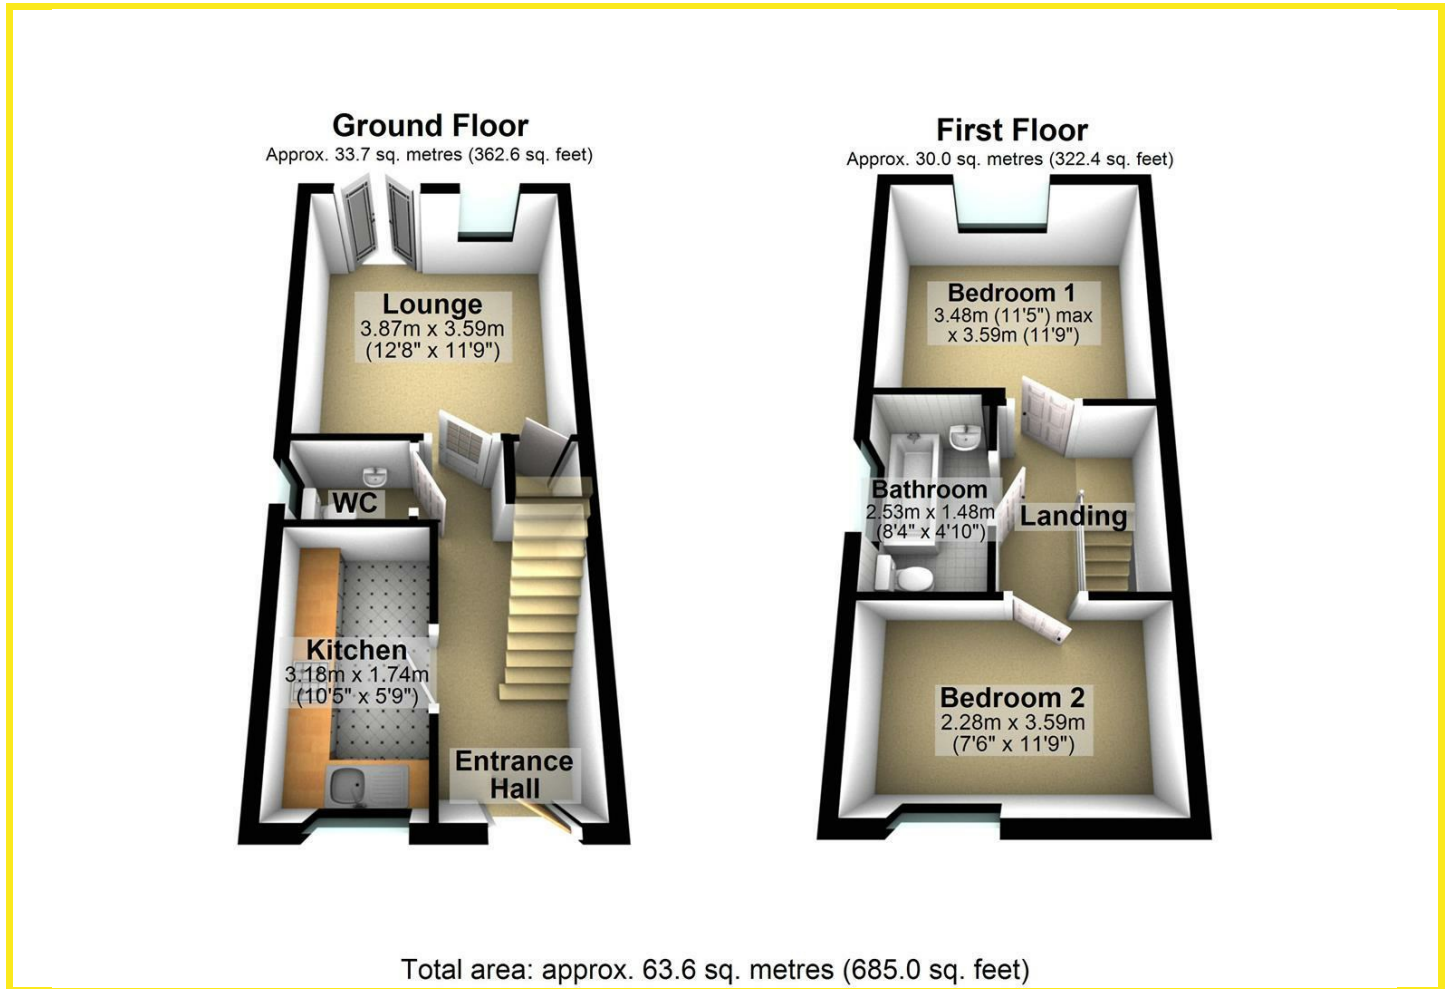 Ground Floor
Approx. 33.7 sq. metres (362.6 sq. feet)
Lounge
3.87m x 3.59m
(12'8" x 11'9")
WC
Kitchen
3.18m x 1.74m
(10'5" x 5'9")
Entrance
Hall
First Floor
Approx. 30.0 sq. metres (322.4 sq. feet)
Bedroom 1
3.48m (11'5") max
x 3.59m (11'9")
Bathroom
2.53m x 1.48m
(8'4" x 4'10")
Landing
Bedroom 2
2.28m x 3.59m
(7'6" x 11'9")
Total area: approx. 63.6 sq. metres (685.0 sq. feet)